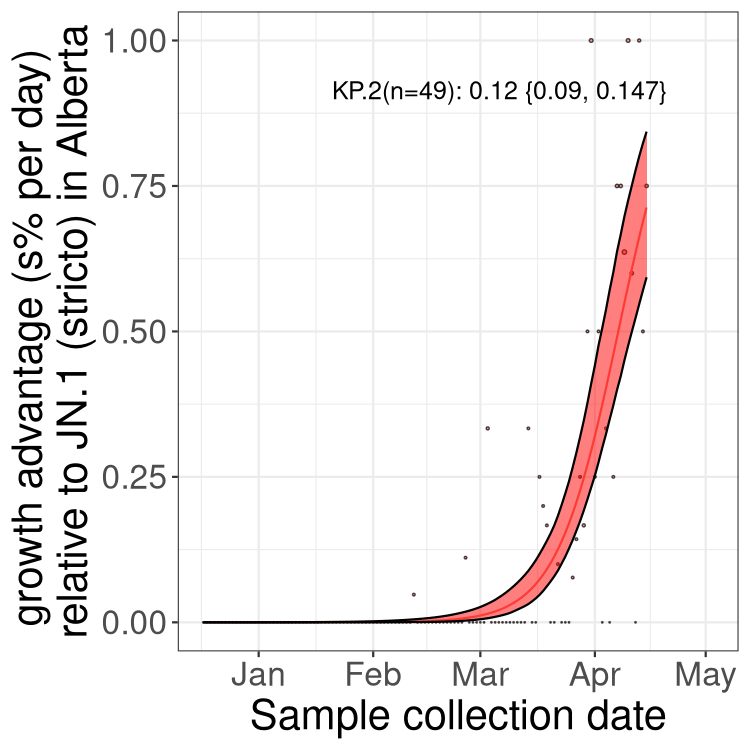 growth advantage (s% per day)
relative to JN.1 (stricto) in Alberta
1.00
0.75
0.50
0.25
0.00
KP.2(n=49): 0.12 {0.09, 0.147}
Jan Feb Mar Apr May
Sample collection date